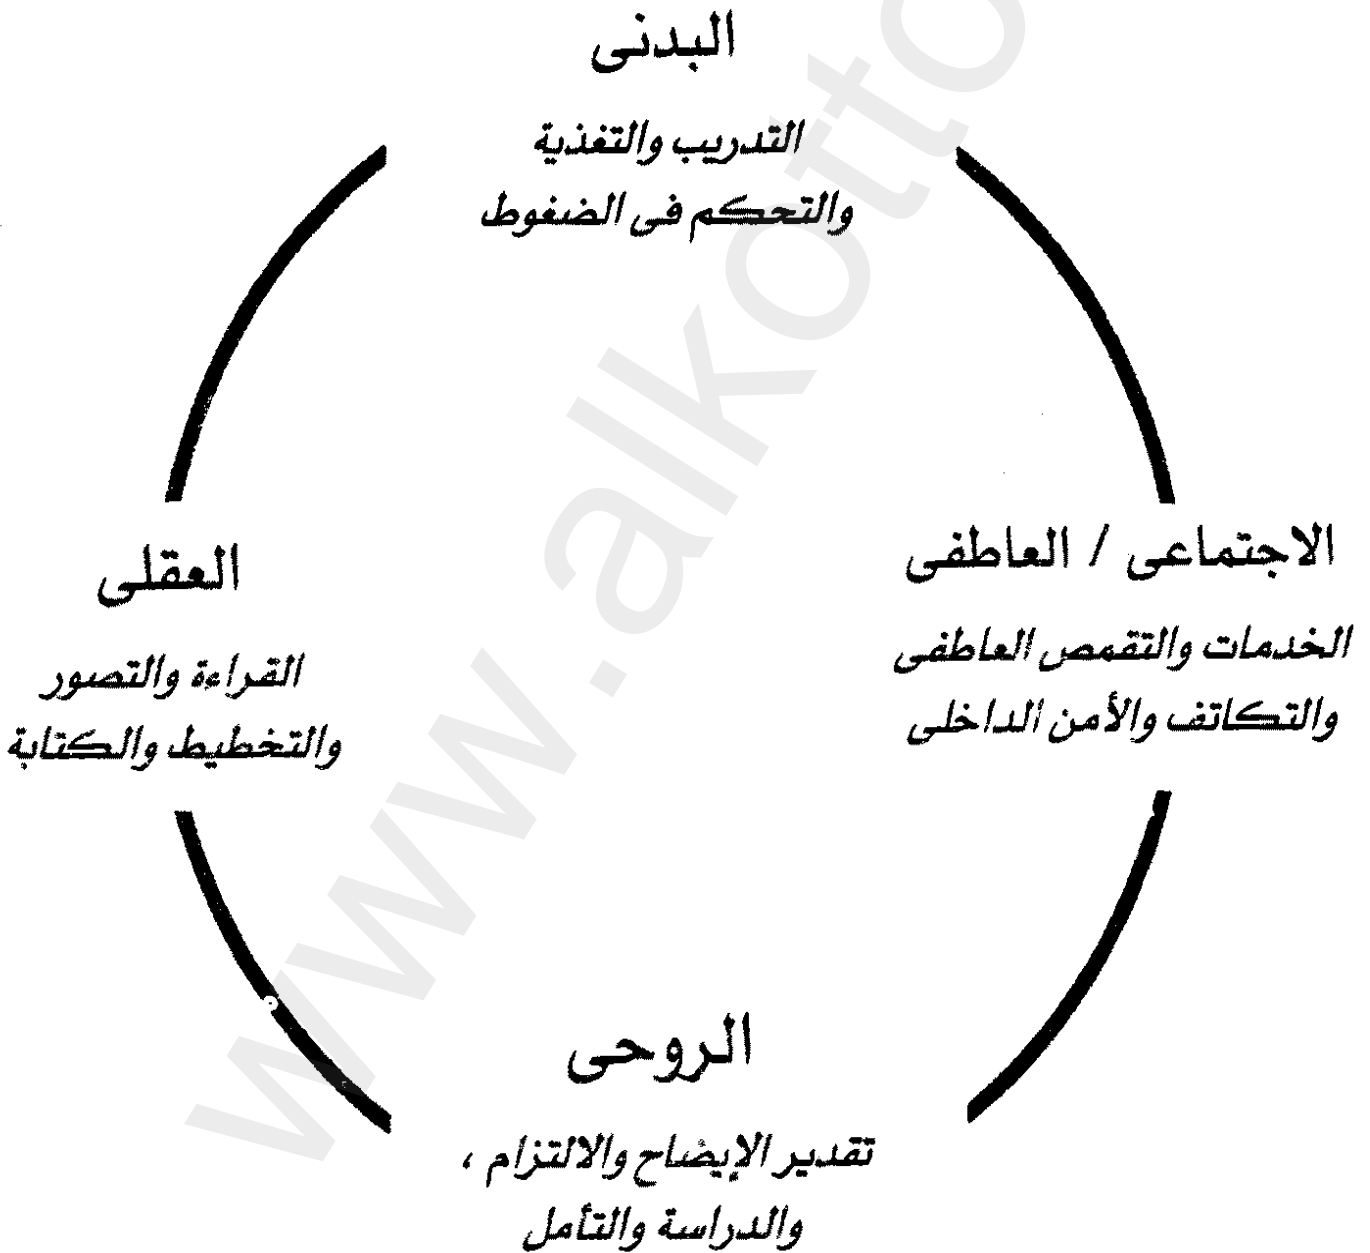 البدنى
التدريب والتغذية
والتحكم فى الضغوط
الاجتماعى / العاطفى
الخدمات والتقمص العاطفى
والتكاتف والأمن الداخلى
العقلى
القراءة والتصور
والتخطيط والكتابة
الروحى
تقدير الإيضاح والالتزام ،
والدراسة والتأمل
www.alkotto